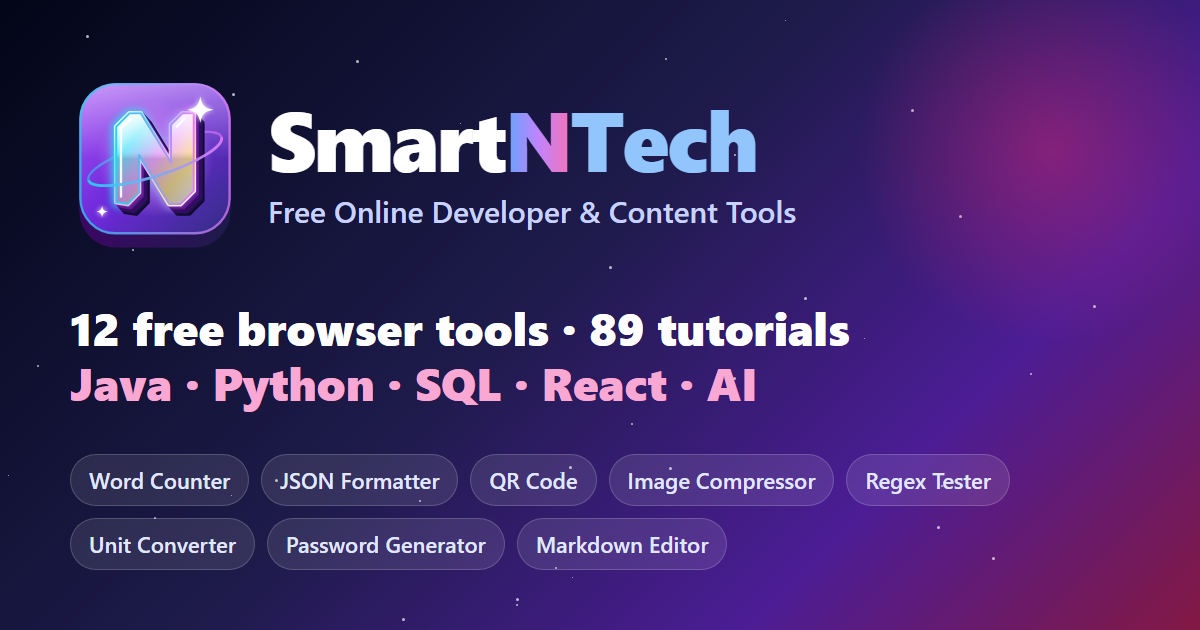 N
SmartNTech
Free Online Developer & Content Tools
12 free browser tools · 89 tutorials
Java · Python · SQL · React · AI
Word Counter JSON Formatter QR Code Image Compressor Regex Tester
Unit Converter Password Generator Markdown Editor